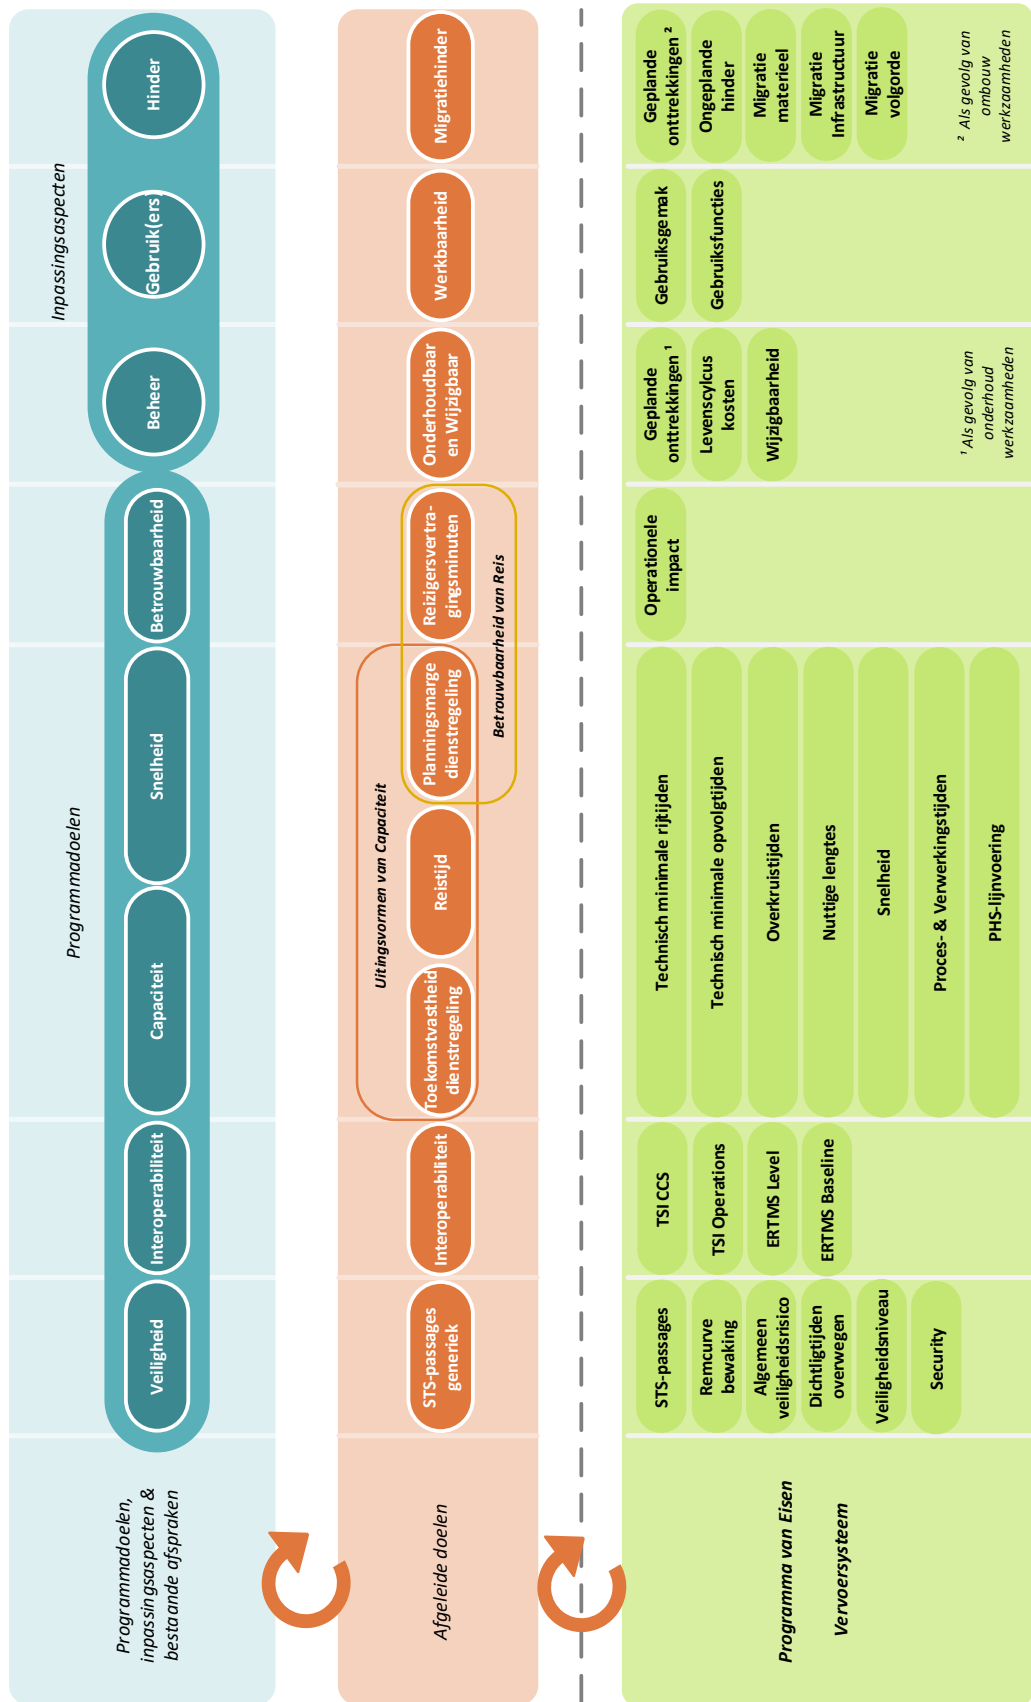 Programmadoelen,
inpassingsaspecten &
bestaande afspraken
Programmadoelen
Inpassingsaspecten
Veiligheid
Interoperabiliteit
Capaciteit
Snelheid
Betrouwbaarheid
Beheer
Gebruik(ers)
Hinder
Afgeleide doelen
Uitingsvormen van Capaciteit
STS-passages
generiek
Interoperabiliteit
Toekomstvastheid
dienstregeling
Reistijd
Planningsmarge
dienstregeling
Reizigersvertra-
gingsminuten
Onderhoudbaar
en Wijzigbaar
Werkbaarheid
Migratiehinder
Betrouwbaarheid van Reis
Programma van Eisen
Vervoersysteem
STS-passages
Remcurve
bewaking
Algemeen
veiligheidsrisico
Dichtligtijden
overwegen
Veiligheidsniveau
Security
TSI CCS
TSI Operations
ERTMS Level
ERTMS Baseline
Technisch minimale rijtijden
Technisch minimale opvolgtijden
Overkruistijden
Nuttige lengtes
Snelheid
Proces- & Verwerkingstijden
PHS-lijnvoering
Operationele
impact
Geplande
onttrekkingen ¹
Levenscylcus
kosten
Wijzigbaarheid
¹ Als gevolg van
onderhoud
werkzaamheden
Gebruiksgemak
Gebruiksfuncties
Geplande
onttrekkingen ²
Ongeplande
hinder
Migratie
materieel
Migratie
Infrastructuur
Migratie
volgorde
² Als gevolg van
ombouw
werkzaamheden